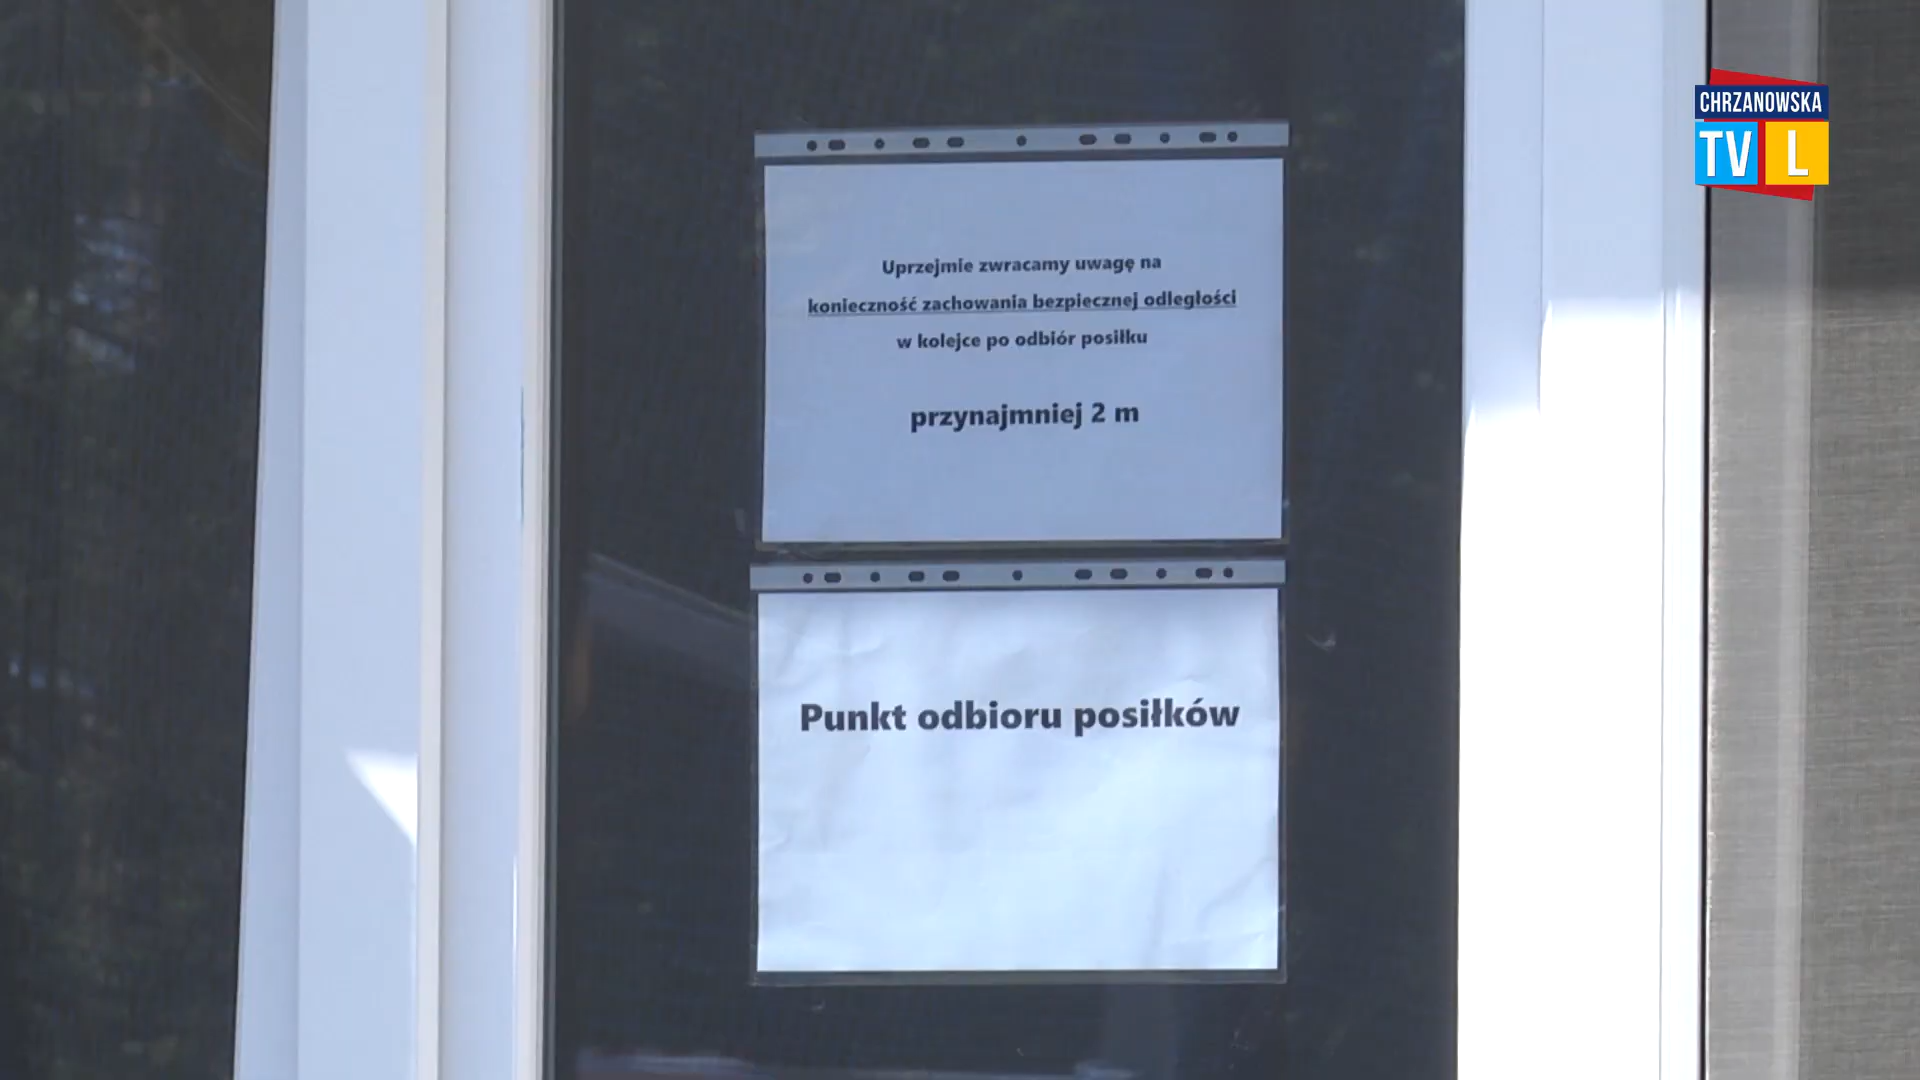 CHRZANOWSKA
TV L
Uprzejmie zwracamy uwagę na
konieczność zachowania bezpiecznej odległości
w kolejce po odbiór posiłku
przynajmniej 2 m
Punkt odbioru posiłków